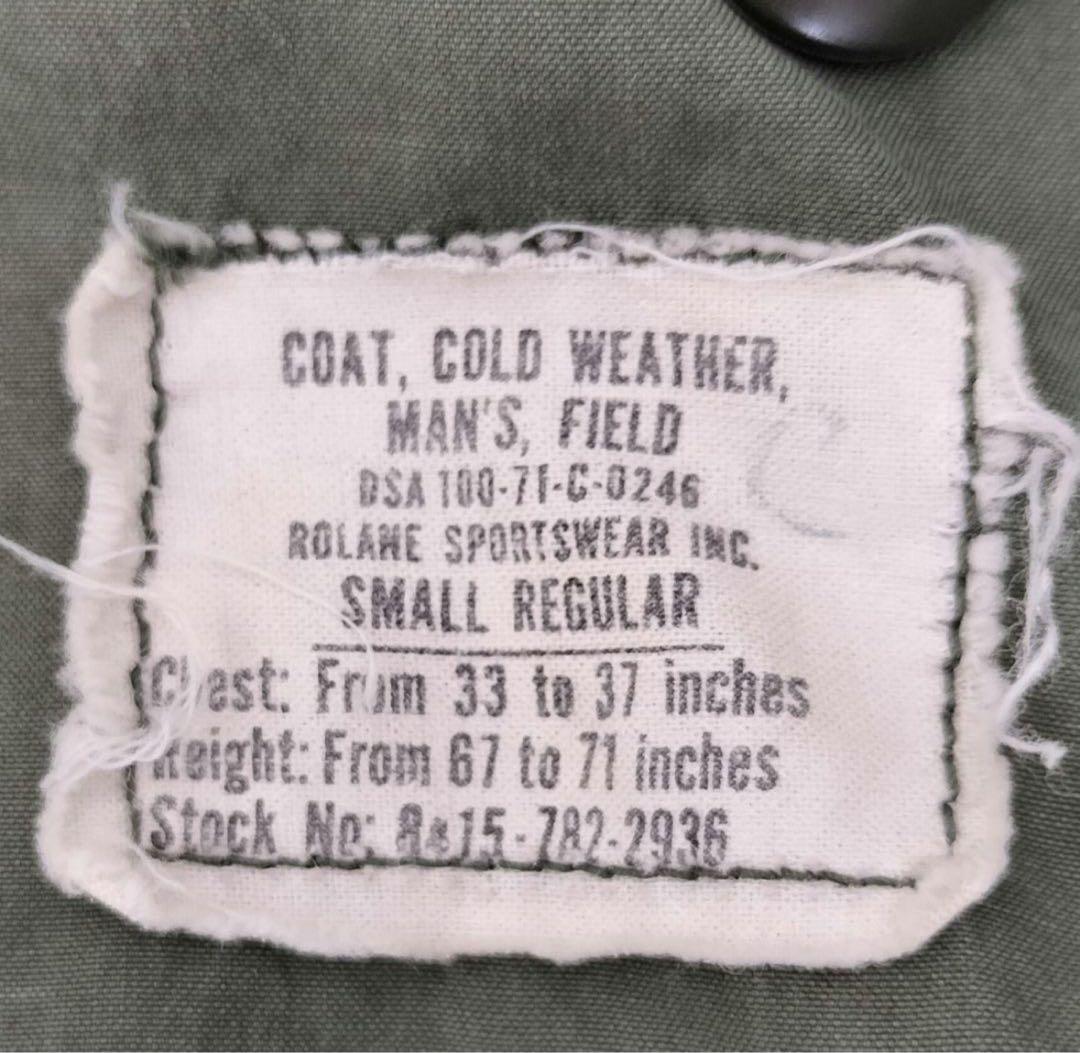 COAT, COLD WEATHER,
MAN'S, FIELD
DSA 100-71-C-0246
ROLANE SPORTSWEAR INC.
SMALL REGULAR
Chest: From 33 to 37 inches
Height: From 67 to 71 inches
Stock No: 8415-782-2936